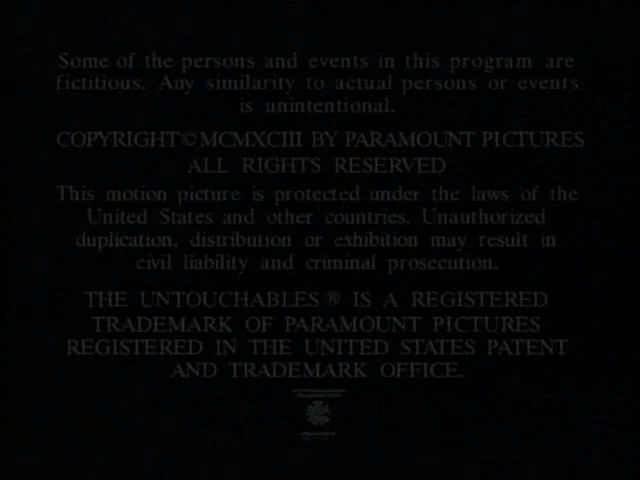 Some of the persons and events in this program are
fictitious. Any similarity to actual persons or events
is unintentional.
COPYRIGHT © MCMXCIII BY PARAMOUNT PICTURES
ALL RIGHTS RESERVED
This motion picture is protected under the laws of the
United States and other countries. Unauthorized
duplication, distribution or exhibition may result in
civil liability and criminal prosecution.
THE UNTOUCHABLES ® IS A REGISTERED
TRADEMARK OF PARAMOUNT PICTURES
REGISTERED IN THE UNITED STATES PATENT
AND TRADEMARK OFFICE.